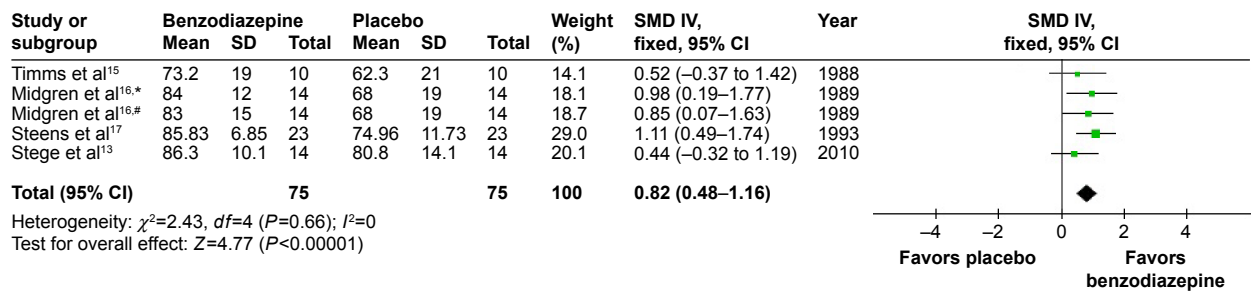 Study or subgroup Benzodiazepine Placebo Weight (%) SMD IV, fixed, 95% CI Year SMD IV, fixed, 95% CI
Mean SD Total Mean SD Total
Timms et al¹⁵ 73.2 19 10 62.3 21 10 14.1 0.52 (–0.37 to 1.42) 1988
Midgren et al¹⁶,* 84 12 14 68 19 14 18.1 0.98 (0.19–1.77) 1989
Midgren et al¹⁶,# 83 15 14 68 19 14 18.7 0.85 (0.07–1.63) 1989
Steens et al¹⁷ 85.83 6.85 23 74.96 11.73 23 29.0 1.11 (0.49–1.74) 1993
Stege et al¹³ 86.3 10.1 14 80.8 14.1 14 20.1 0.44 (–0.32 to 1.19) 2010
Total (95% CI) 75 75 100 0.82 (0.48–1.16)
Heterogeneity: χ²=2.43, df=4 (P=0.66); I²=0
Test for overall effect: Z=4.77 (P<0.00001)
–4 –2 0 2 4
Favors placebo Favors benzodiazepine